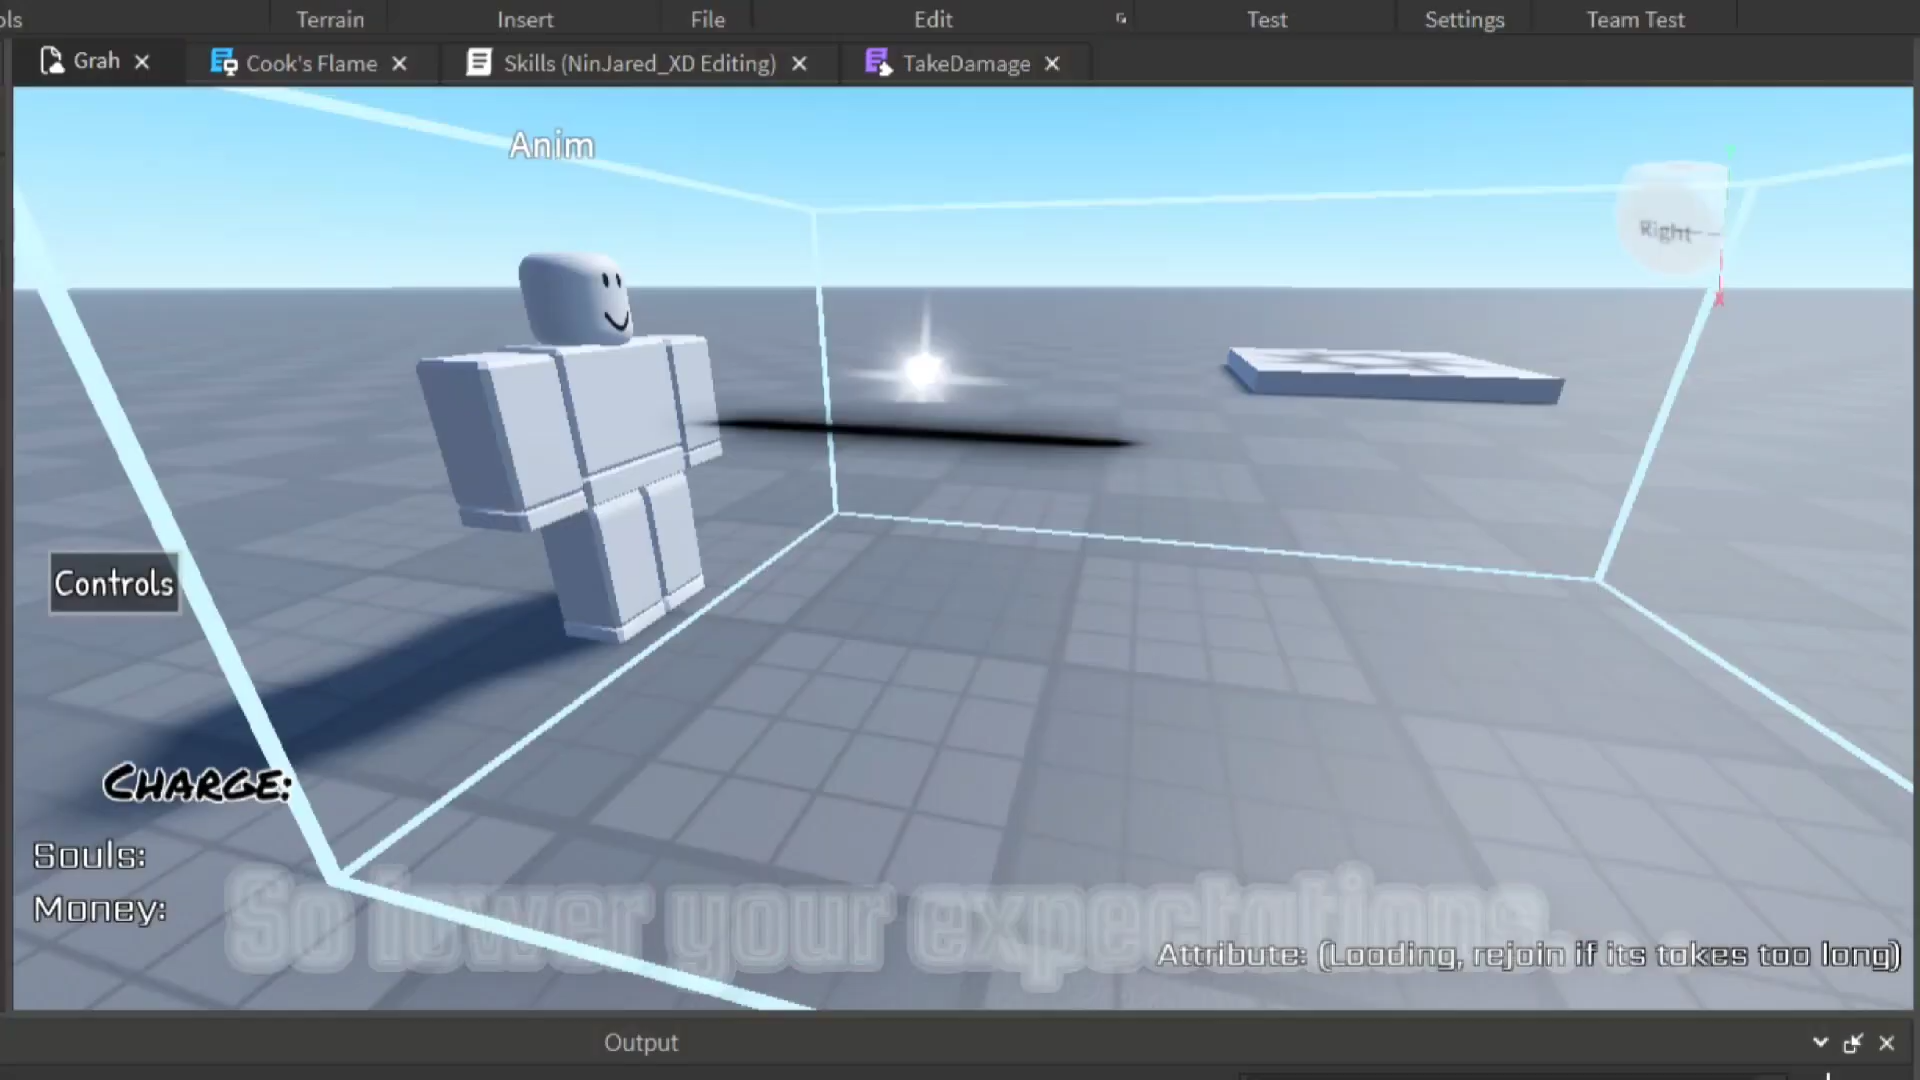 ols Terrain Insert File Edit Test Settings Team Test
Grah Cook's Flame Skills (NinJared_XD Editing) TakeDamage
Anim
Right
X
Controls
CHARGE:
Souls:
Money:
So lower your expectations...
Attribute: (Loading, rejoin if its takes too long)
Output